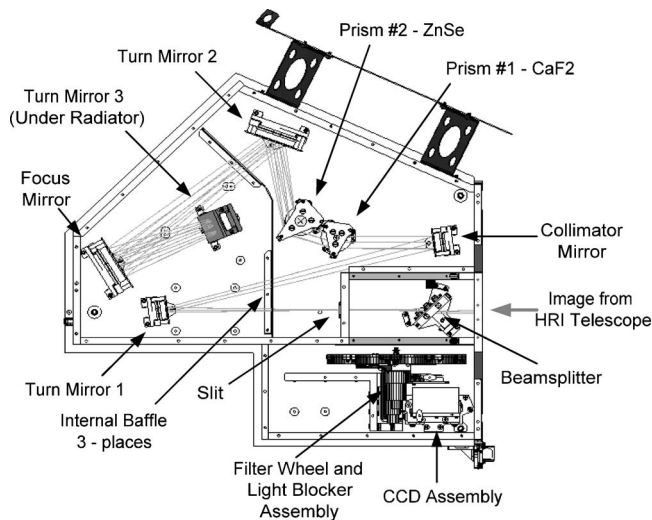 Prism #2 - ZnSe
Turn Mirror 2
Prism #1 - CaF2
Turn Mirror 3
(Under Radiator)
Focus
Mirror
Collimator
Mirror
Image from
HRI Telescope
Turn Mirror 1
Slit
Beamsplitter
Internal Baffle
3 - places
Filter Wheel and
Light Blocker
Assembly
CCD Assembly